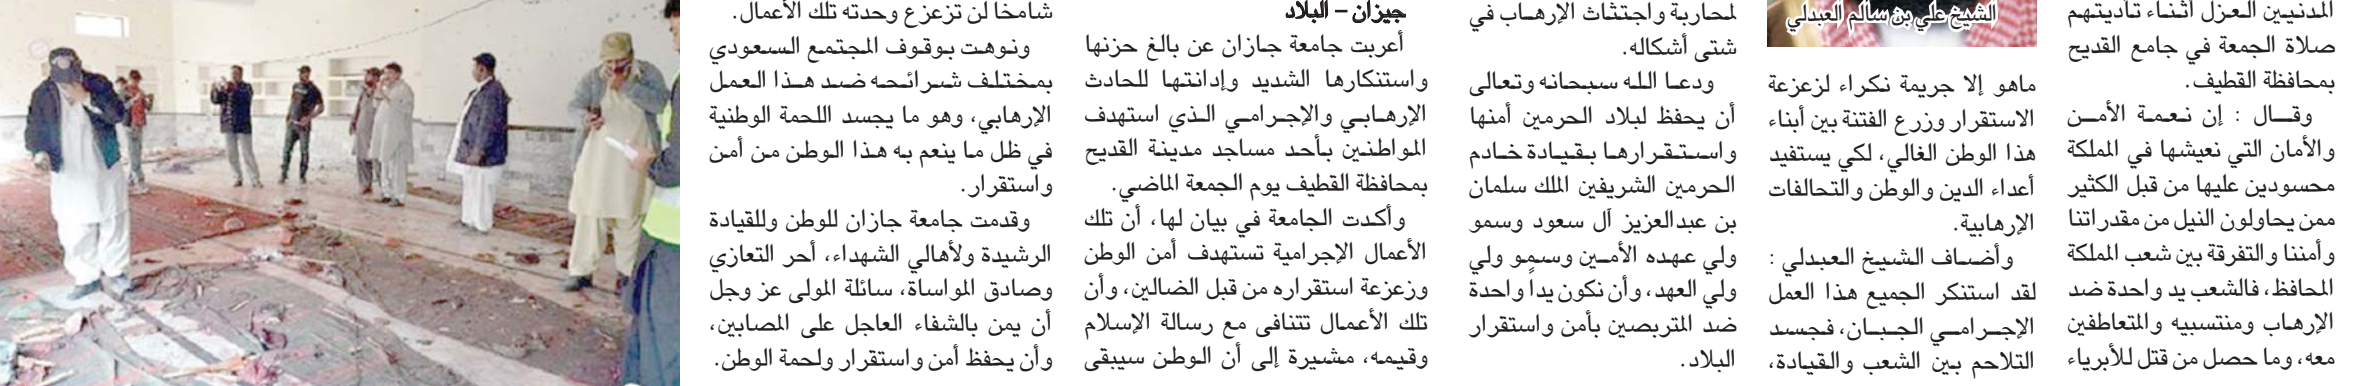 المدنيين العزل أثناء تأديتهم
صلاة الجمعة في جامع القديح
بمحافظة القطيف.
وقال : إن نعمة الأمن
والأمان التي نعيشها في المملكة
محسودين عليها من قبل الكثير
ممن يحاولون النيل من مقدراتنا
وأمننا والتفرقة بين شعب المملكة
المحافظ، فالشعب يد واحدة ضد
الإرهاب ومنتسبيه والمتعاطفين
معه، وما حصل من قتل للأبرياء
الشيخ علي بن سالم العبدلي
ماهو إلا جريمة نكراء لزعزعة
الاستقرار وزرع الفتنة بين أبناء
هذا الوطن الغالي، لكي يستفيد
أعداء الدين والوطن والتحالفات
الإرهابية.
وأضاف الشيخ العبدلي :
لقد استنكر الجميع هذا العمل
الإجرامي الجبان، فجسد
التلاحم بين الشعب والقيادة،
لمحاربة واجتثاث الإرهاب في
شتى أشكاله.
ودعا الله سبحانه وتعالى
أن يحفظ لبلاد الحرمين أمنها
واستقرارها بقيادة خادم
الحرمين الشريفين الملك سلمان
بن عبدالعزيز آل سعود وسمو
ولي عهده الأمين وسمو ولي
ولي العهد، وأن نكون يداً واحدة
ضد المتربصين بأمن واستقرار
البلاد.
جيزان – البلاد
أعربت جامعة جازان عن بالغ حزنها
واستنكارها الشديد وإدانتها للحادث
الإرهابي والإجرامي الذي استهدف
المواطنين بأحد مساجد مدينة القديح
بمحافظة القطيف يوم الجمعة الماضي.
وأكدت الجامعة في بيان لها، أن تلك
الأعمال الإجرامية تستهدف أمن الوطن
وزعزعة استقراره من قبل الضالين، وأن
تلك الأعمال تتنافى مع رسالة الإسلام
وقيمه، مشيرة إلى أن الوطن سيبقى
شامخا لن تزعزع وحدته تلك الأعمال.
ونوهت بوقوف المجتمع السعودي
بمختلف شرائحه ضد هذا العمل
الإرهابي، وهو ما يجسد اللحمة الوطنية
في ظل ما ينعم به هذا الوطن من أمن
واستقرار.
وقدمت جامعة جازان للوطن وللقيادة
الرشيدة ولأهالي الشهداء، أحر التعازي
وصادق المواساة، سائلة المولى عز وجل
أن يمن بالشفاء العاجل على المصابين،
وأن يحفظ أمن واستقرار ولحمة الوطن.